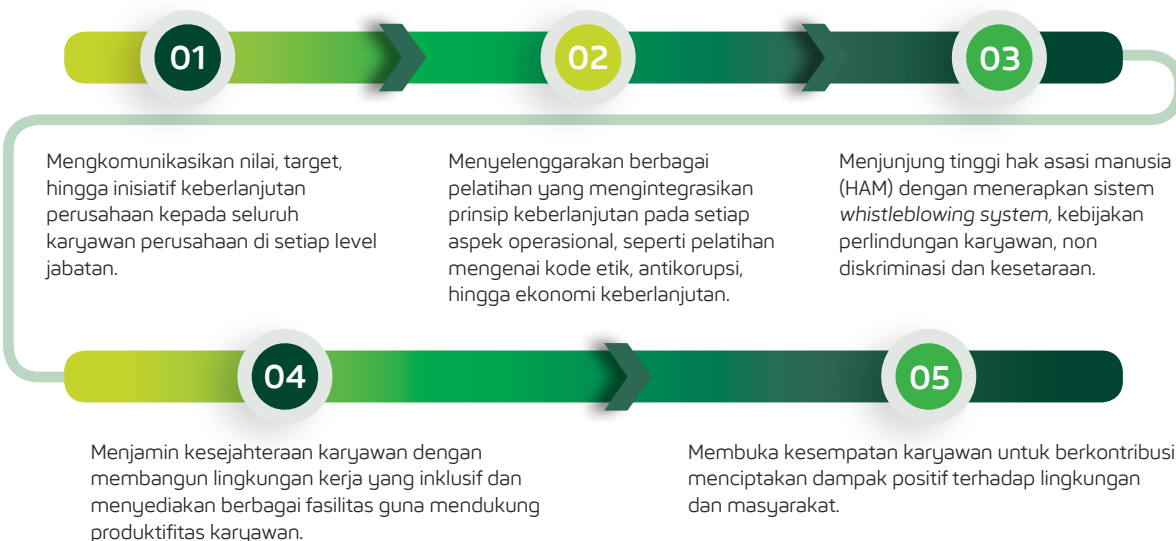 01
02
03
Mengkomunikasikan nilai, target,
hingga inisiatif keberlanjutan
perusahaan kepada seluruh
karyawan perusahaan di setiap level
jabatan.
Menyelenggarakan berbagai
pelatihan yang mengintegrasikan
prinsip keberlanjutan pada setiap
aspek operasional, seperti pelatihan
mengenai kode etik, antikorupsi,
hingga ekonomi keberlanjutan.
Menjunjung tinggi hak asasi manusia
(HAM) dengan menerapkan sistem
whistleblowing system, kebijakan
perlindungan karyawan, non
diskriminasi dan kesetaraan.
04
05
Menjamin kesejahteraan karyawan dengan
membangun lingkungan kerja yang inklusif dan
menyediakan berbagai fasilitas guna mendukung
produktifitas karyawan.
Membuka kesempatan karyawan untuk berkontribusi
menciptakan dampak positif terhadap lingkungan
dan masyarakat.